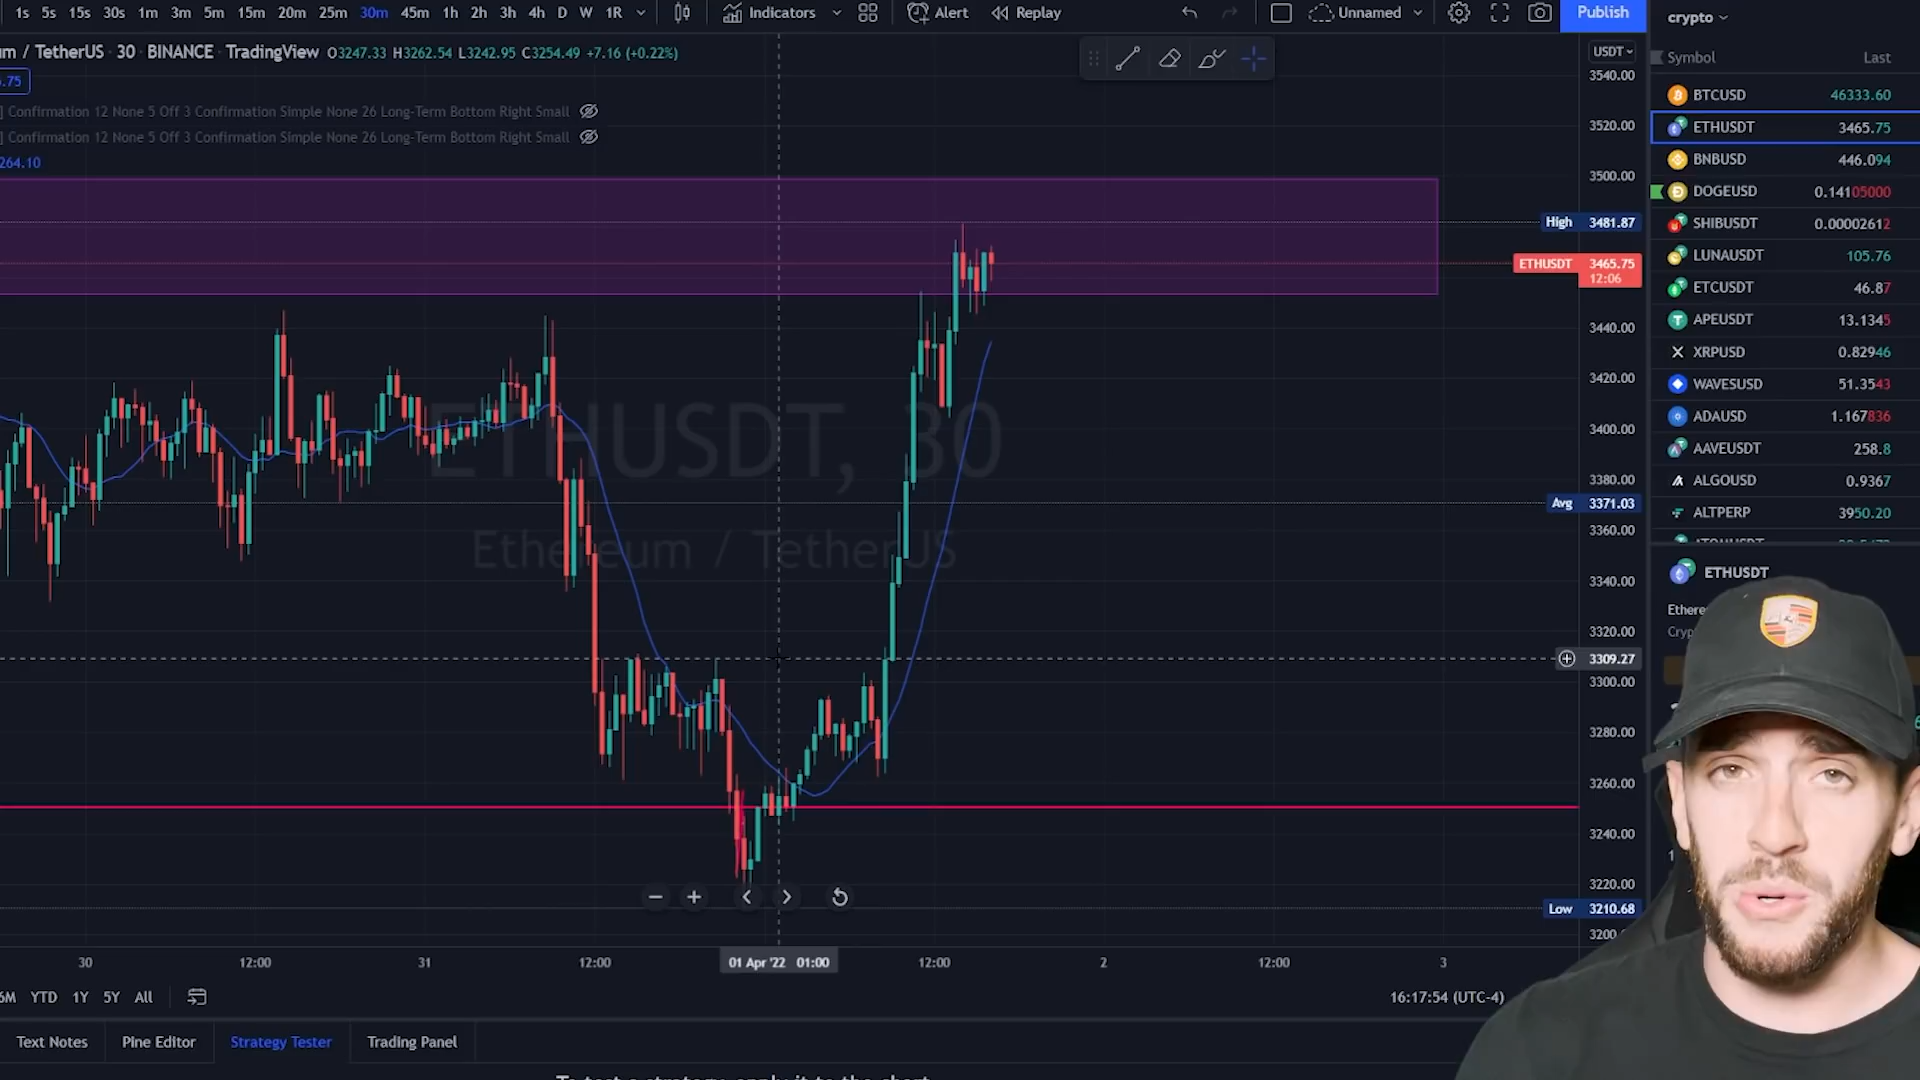 1s 5s 15s 30s 1m 3m 5m 15m 20m 25m 30m 45m 1h 2h 3h 4h D W 1R Indicators Alert Replay Unnamed Publish
crypto
m / TetherUS · 30 · BINANCE · TradingView O3247.33 H3262.54 L3242.95 C3254.49 +7.16 (+0.22%)
USDT
Symbol Last
.75
] Confirmation 12 None 5 Off 3 Confirmation Simple None 26 Long-Term Bottom Right Small
] Confirmation 12 None 5 Off 3 Confirmation Simple None 26 Long-Term Bottom Right Small
264.10
3540.00
3520.00
3500.00
High 3481.87
ETHUSDT 3465.75
12:06
3440.00
3420.00
3400.00
3380.00
Avg 3371.03
3360.00
3340.00
3320.00
3309.27
3300.00
3280.00
3260.00
3240.00
3220.00
Low 3210.68
3200
ETHUSDT, 30
Ethereum / TetherUS
BTCUSD 46333.60
ETHUSDT 3465.75
BNBUSD 446.094
DOGEUSD 0.14105000
SHIBUSDT 0.00002612
LUNAUSDT 105.76
ETCUSDT 46.87
APEUSDT 13.1345
XRPUSD 0.82946
WAVESUSD 51.3543
ADAUSD 1.167836
AAVEUSDT 258.8
ALGOUSD 0.9367
ALTPERP 3950.20
ETHUSDT
Ethere
Cryp
30 12:00 31 12:00 01 Apr '22 01:00 12:00 2 12:00 3
6M YTD 1Y 5Y All
16:17:54 (UTC-4)
Text Notes Pine Editor Strategy Tester Trading Panel
To test a strategy, apply it to the chart